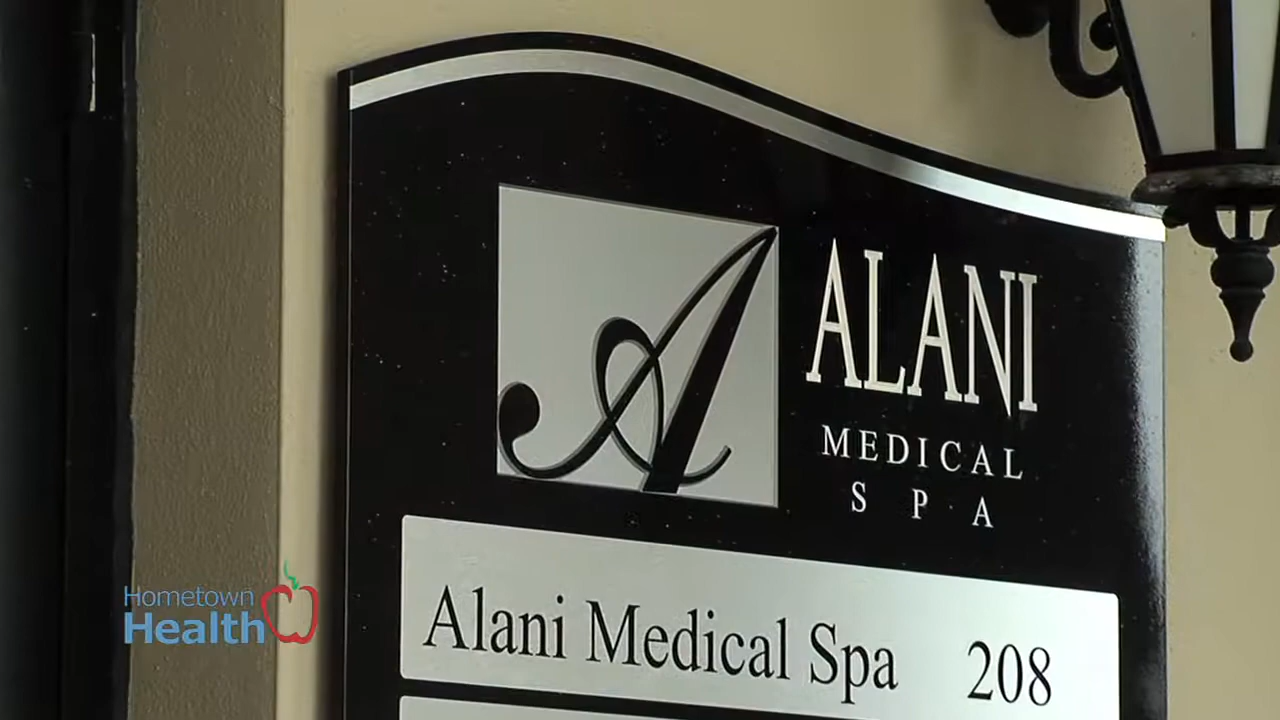 A
ALANI
MEDICAL
SPA
Alani Medical Spa 208
Hometown
Health